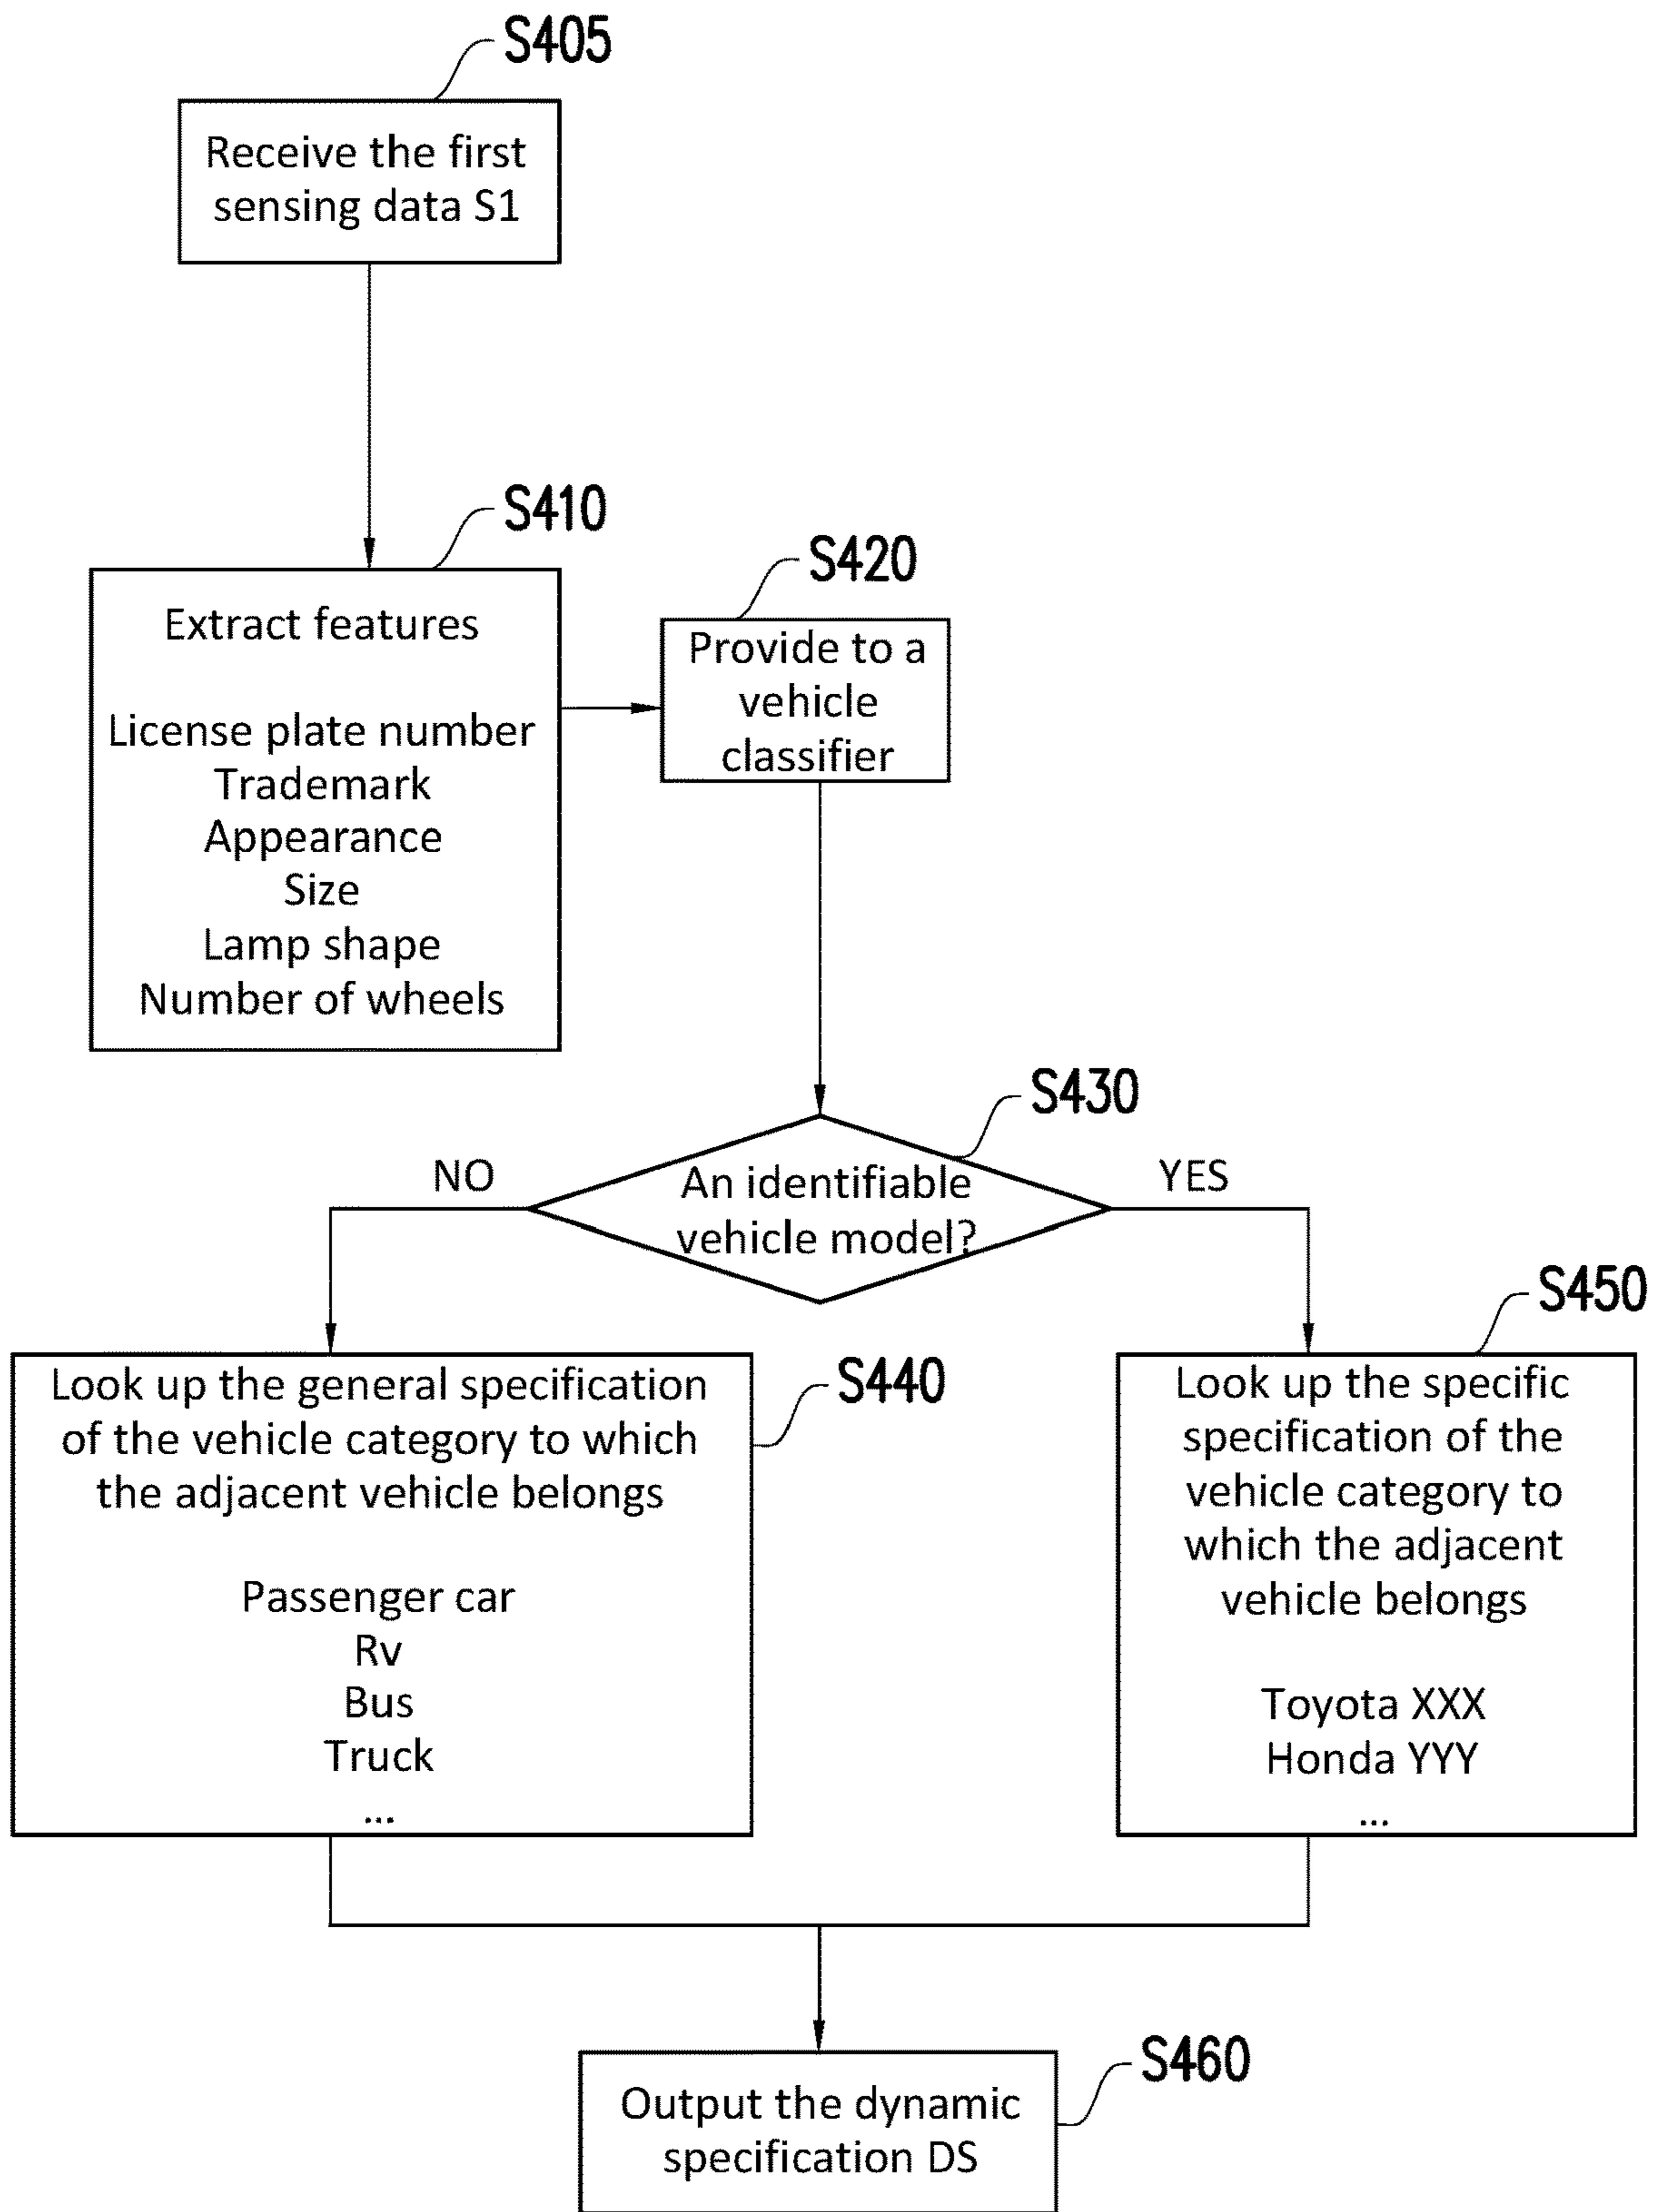 S405
Receive the first
sensing data S1
S410
Extract features
License plate number
Trademark
Appearance
Size
Lamp shape
Number of wheels
S420
Provide to a
vehicle
classifier
S430
An identifiable
vehicle model?
NO
YES
S440
Look up the general specification
of the vehicle category to which
the adjacent vehicle belongs
Passenger car
Rv
Bus
Truck
...
S450
Look up the specific
specification of the
vehicle category to
which the adjacent
vehicle belongs
Toyota XXX
Honda YYY
...
S460
Output the dynamic
specification DS